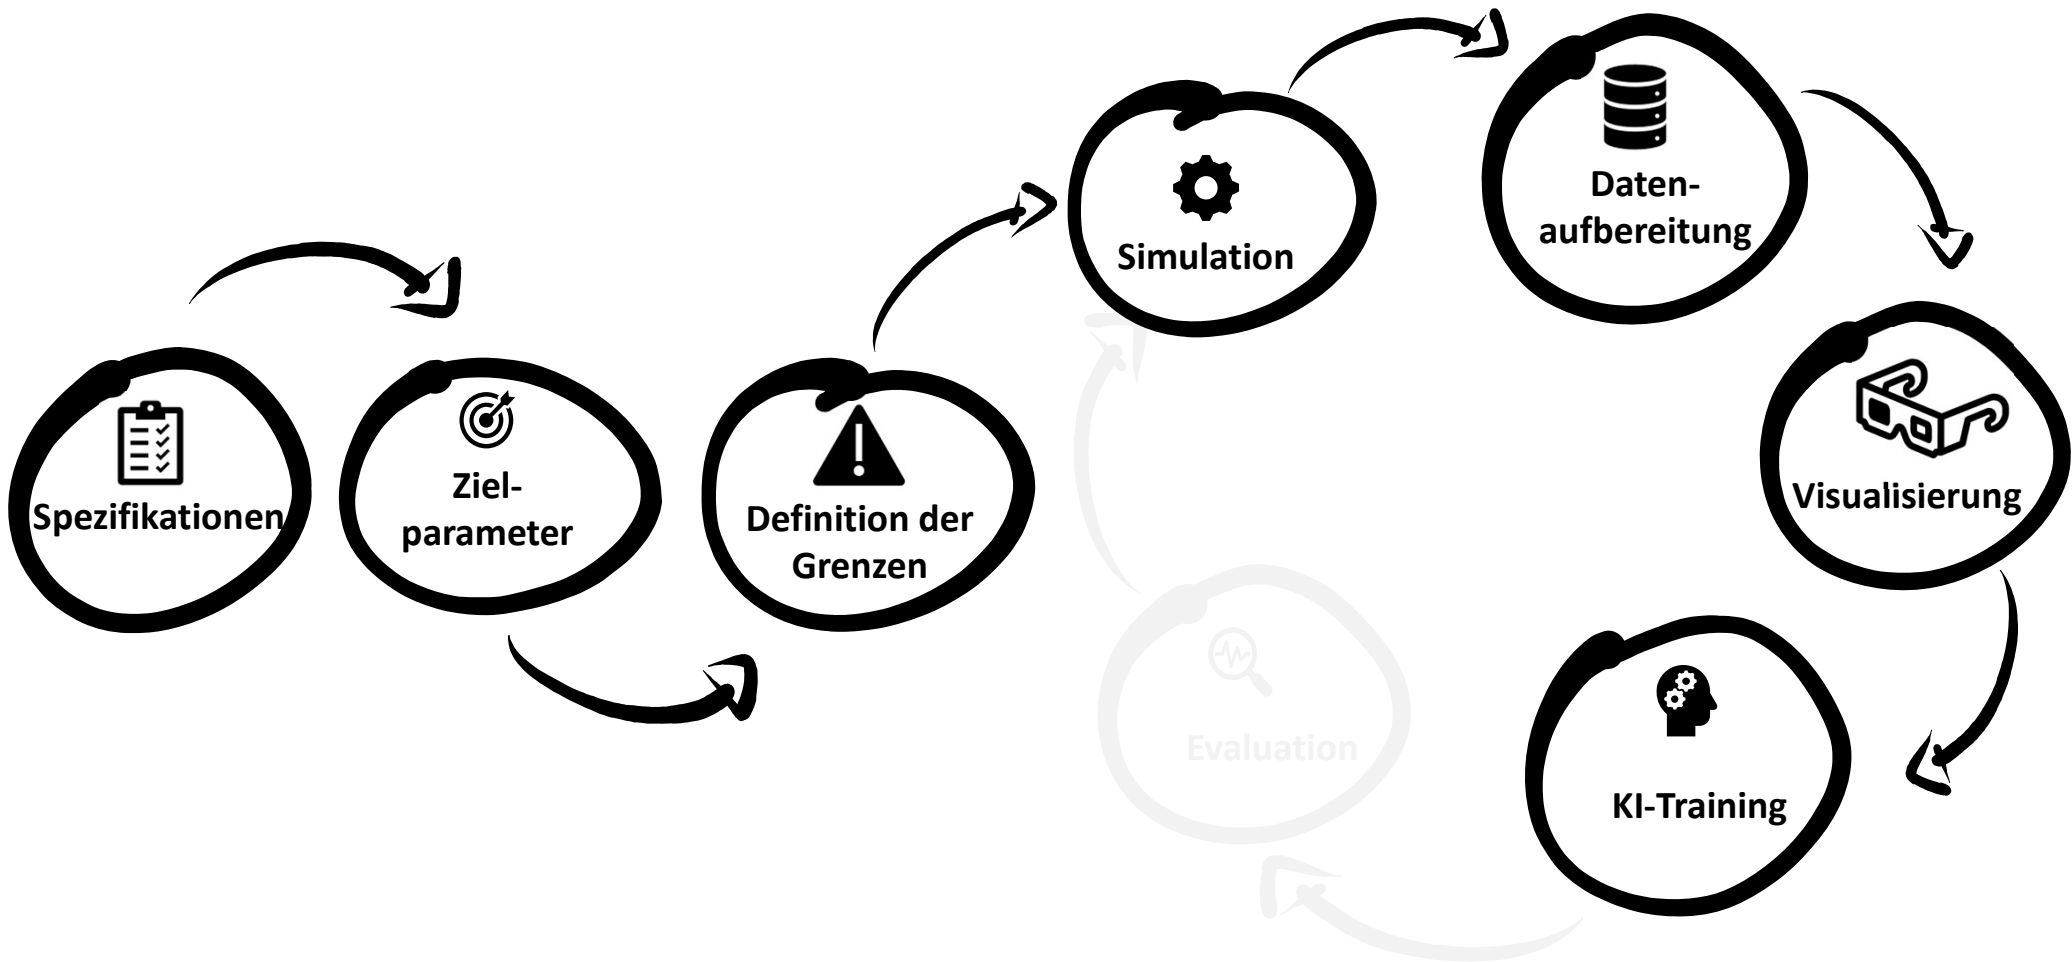 Spezifikationen
Ziel-
parameter
Definition der
Grenzen
Simulation
Daten-
aufbereitung
Visualisierung
KI-Training
Evaluation